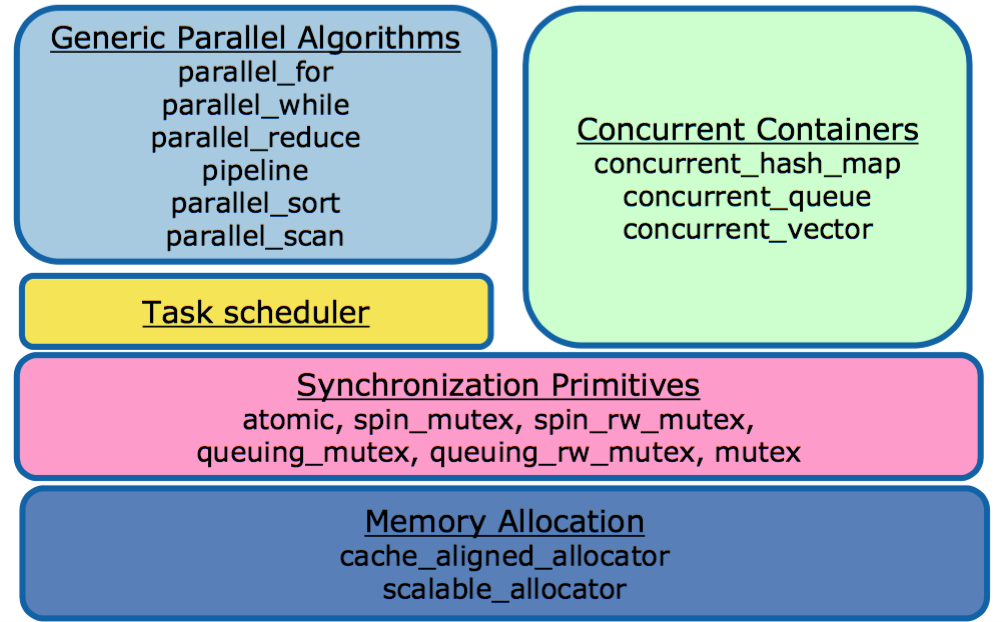 Generic Parallel Algorithms
parallel_for
parallel_while
parallel_reduce
pipeline
parallel_sort
parallel_scan
Concurrent Containers
concurrent_hash_map
concurrent_queue
concurrent_vector
Task scheduler
Synchronization Primitives
atomic, spin_mutex, spin_rw_mutex,
queuing_mutex, queuing_rw_mutex, mutex
Memory Allocation
cache_aligned_allocator
scalable_allocator